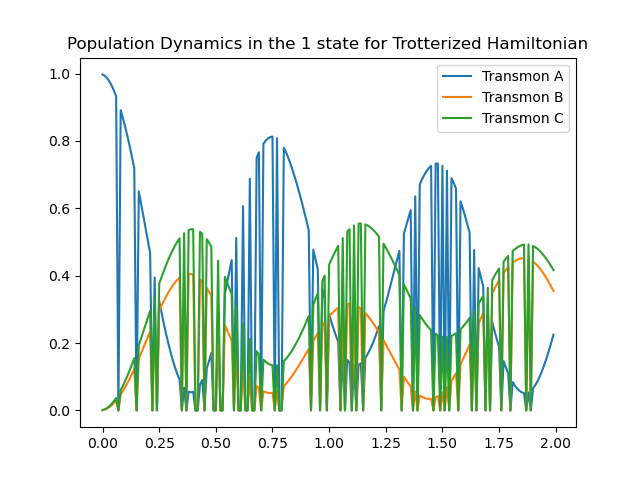 Population Dynamics in the 1 state for Trotterized Hamiltonian
Transmon A
Transmon B
Transmon C
1.0
0.8
0.6
0.4
0.2
0.0
0.00 0.25 0.50 0.75 1.00 1.25 1.50 1.75 2.00